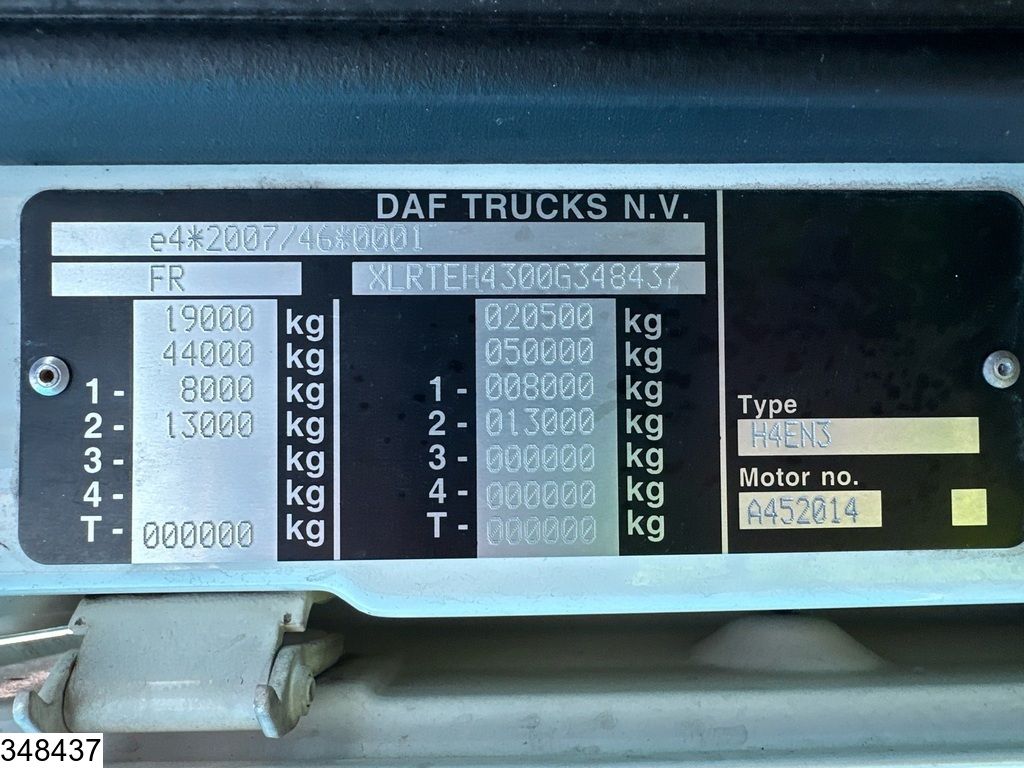 DAF TRUCKS N.V.
e4*2007/46*0001
FR XLRTEH4300G348437
19000 kg 020500 kg
44000 kg 050000 kg
1- 8000 kg 1- 008000 kg
2- 13000 kg 2- 013000 kg
3- kg 3- 000000 kg
4- kg 4- 000000 kg
T- 000000 kg T- 000000 kg
Type
H4EN3
Motor no.
A452014
348437